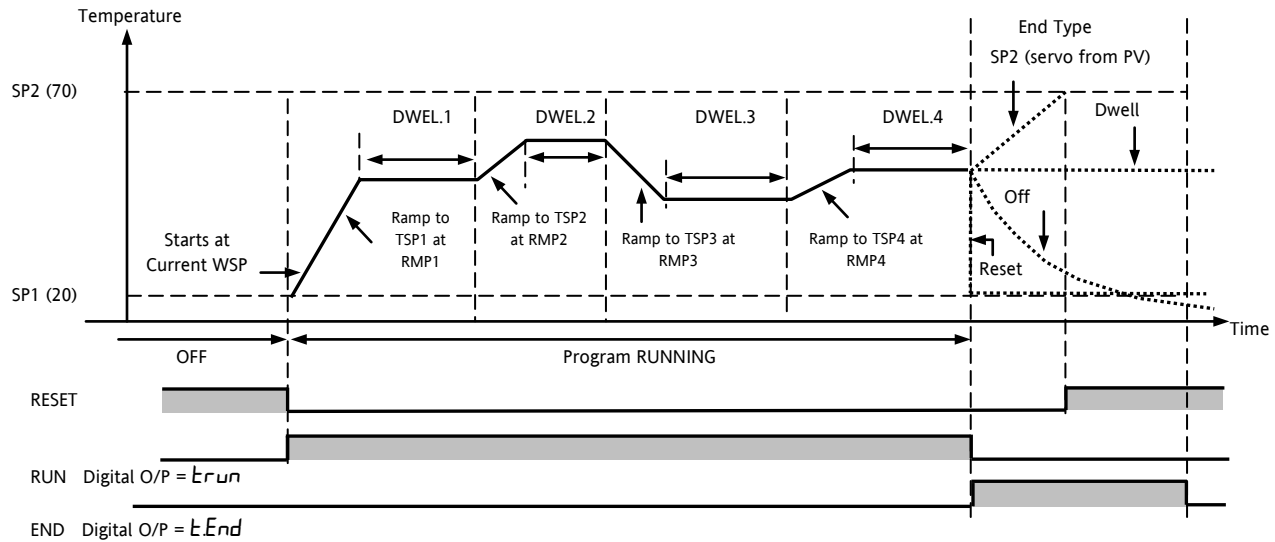 Temperature
End Type
SP2 (servo from PV)
SP2 (70)
DWEL.1
DWEL.2
DWEL.3
DWEL.4
Dwell
Off
Starts at
Current WSP
Ramp to
TSP1 at
RMP1
Ramp to TSP2
at RMP2
Ramp to TSP3 at
RMP3
Ramp to TSP4 at
RMP4
Reset
SP1 (20)
Time
OFF
Program RUNNING
RESET
RUN Digital O/P = trun
END Digital O/P = t.End